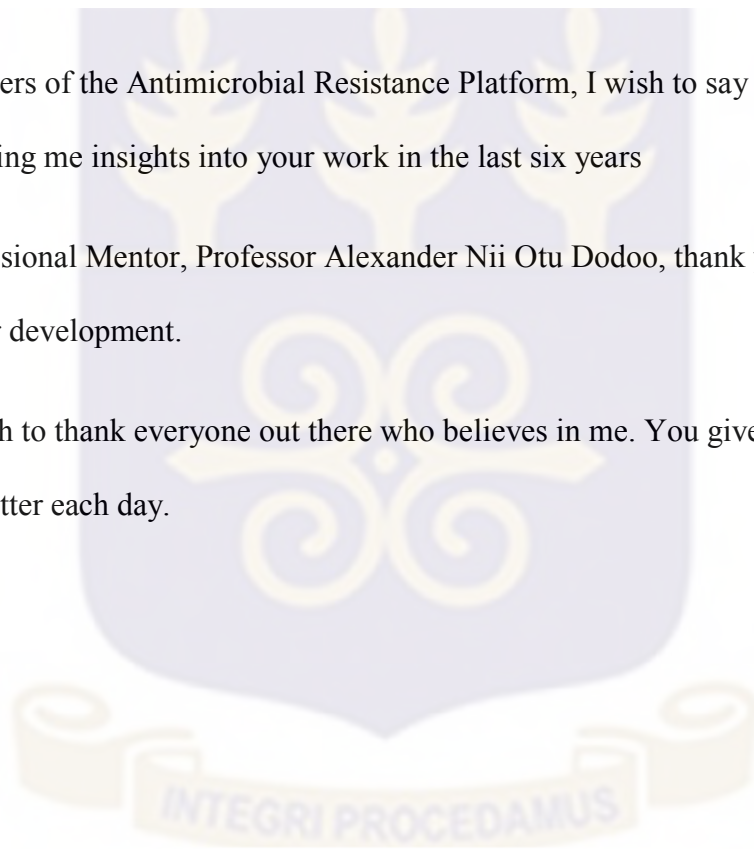 ers of the Antimicrobial Resistance Platform, I wish to say
ing me insights into your work in the last six years
sional Mentor, Professor Alexander Nii Otu Dodoo, thank
development.
h to thank everyone out there who believes in me. You give
tter each day.
INTEGRI PROCEDAMUS